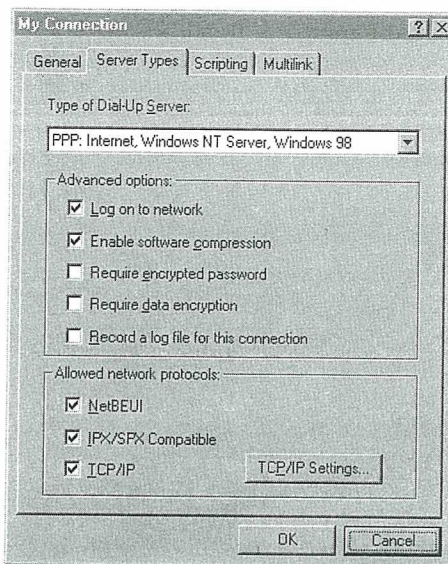 My Connection
General Server Types Scripting Multilink
Type of Dial-Up Server:
PPP: Internet, Windows NT Server, Windows 98
Advanced options:
Log on to network
Enable software compression
Require encrypted password
Require data encryption
Record a log file for this connection
Allowed network protocols:
NetBEUI
IPX/SPX Compatible
TCP/IP TCP/IP Settings...
OK Cancel